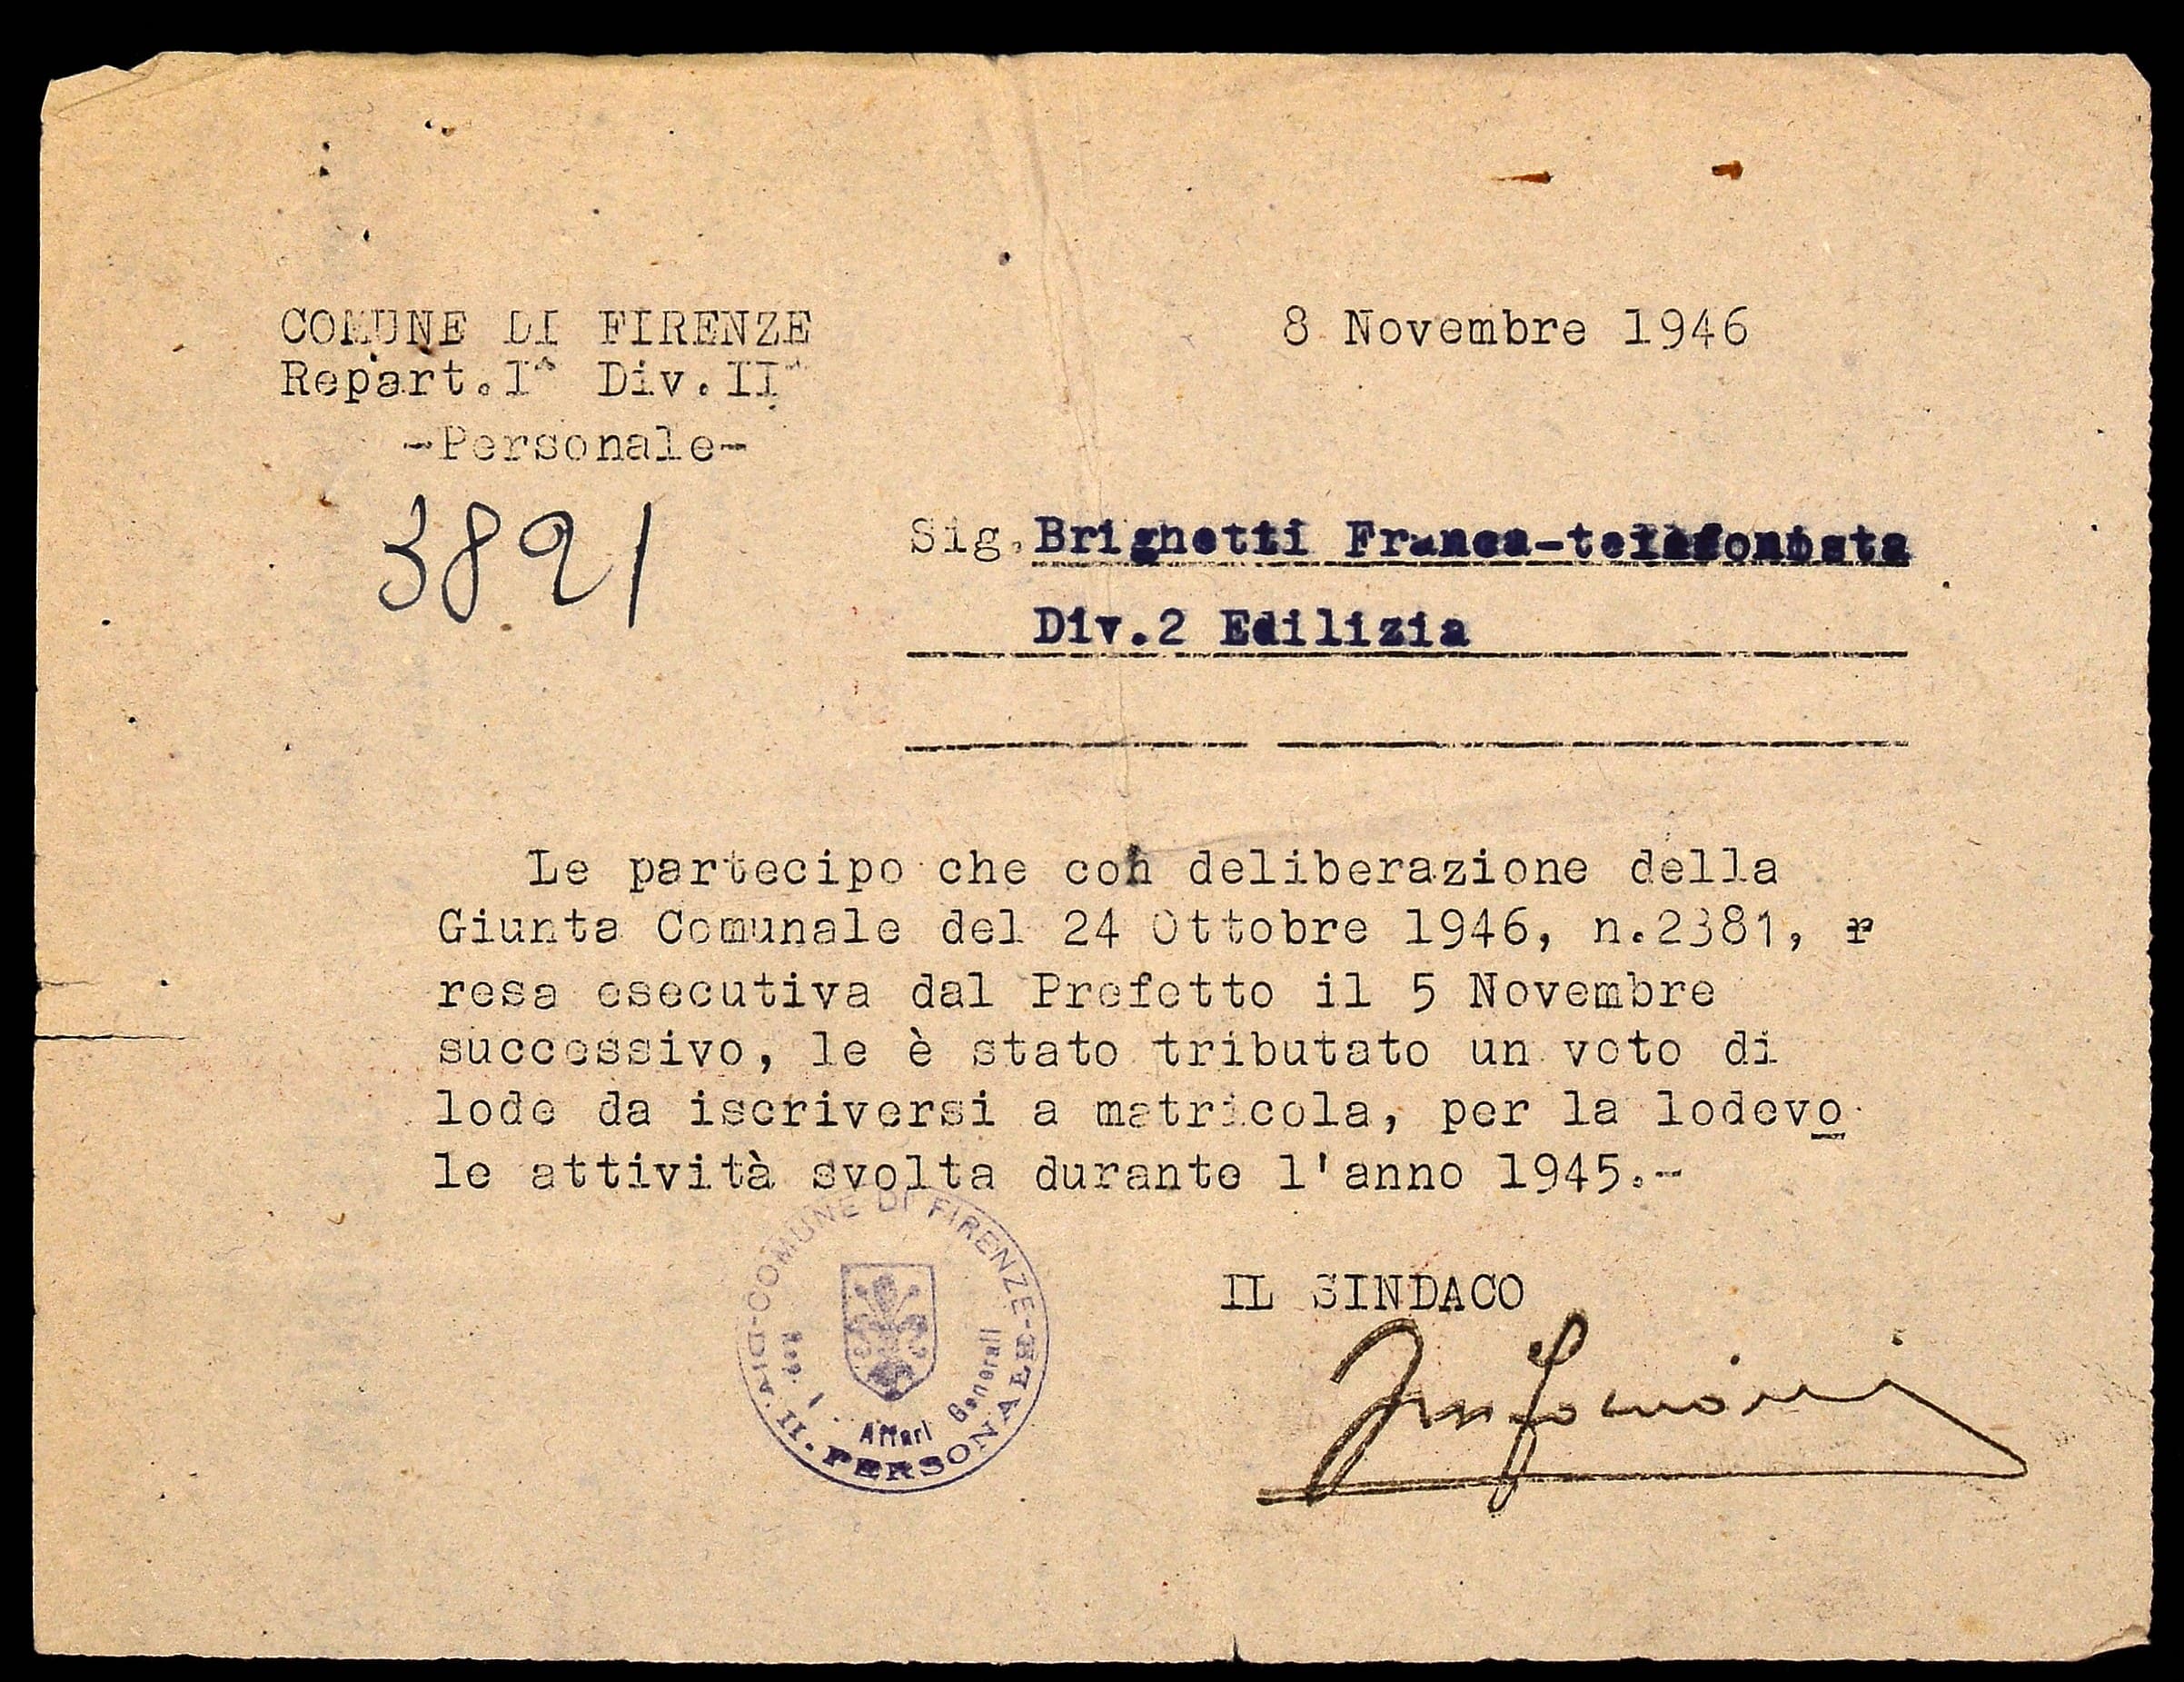 COMUNE DI FIRENZE
Repart.I^ Div.II^
-Personale-
3891
8 Novembre 1946
Sig. Brighetti Franca-telefonista
Div.2 Edilizia
Le partecipo che con deliberazione della
Giunta Comunale del 24 Ottobre 1946, n.2381, r
resa esecutiva dal Prefetto il 5 Novembre
successivo, le è stato tributato un voto di
lode da iscriversi a matricola, per la lodevo
le attività svolta durante l'anno 1945.-
COMUNE DI FIRENZE
DIV. II. PERSONALE
Rep. I. Affari Generali
IL SINDACO